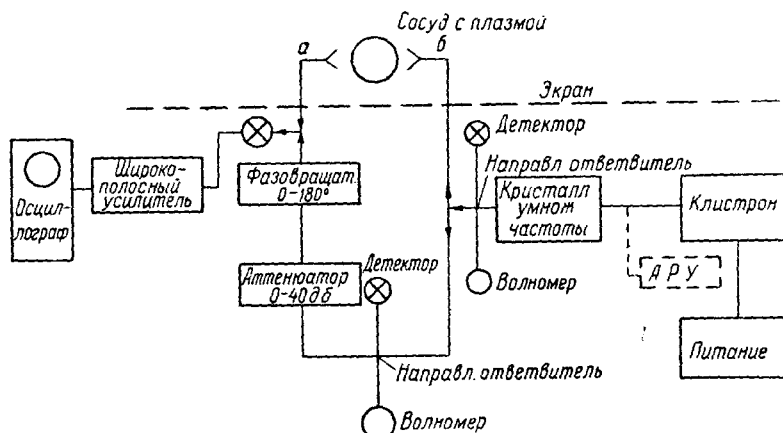 Сосуд с плазмой
а
б
Экран
Детектор
Направл ответвитель
Широко-
полосный
усилитель
Фазовращат.
0-180°
Кристалл
умнож
частоты
Клистрон
Осцил-
лограф
Аттенюатор
0-40дб
Детектор
АРУ
Волномер
Питание
Направл. ответвитель
Волномер